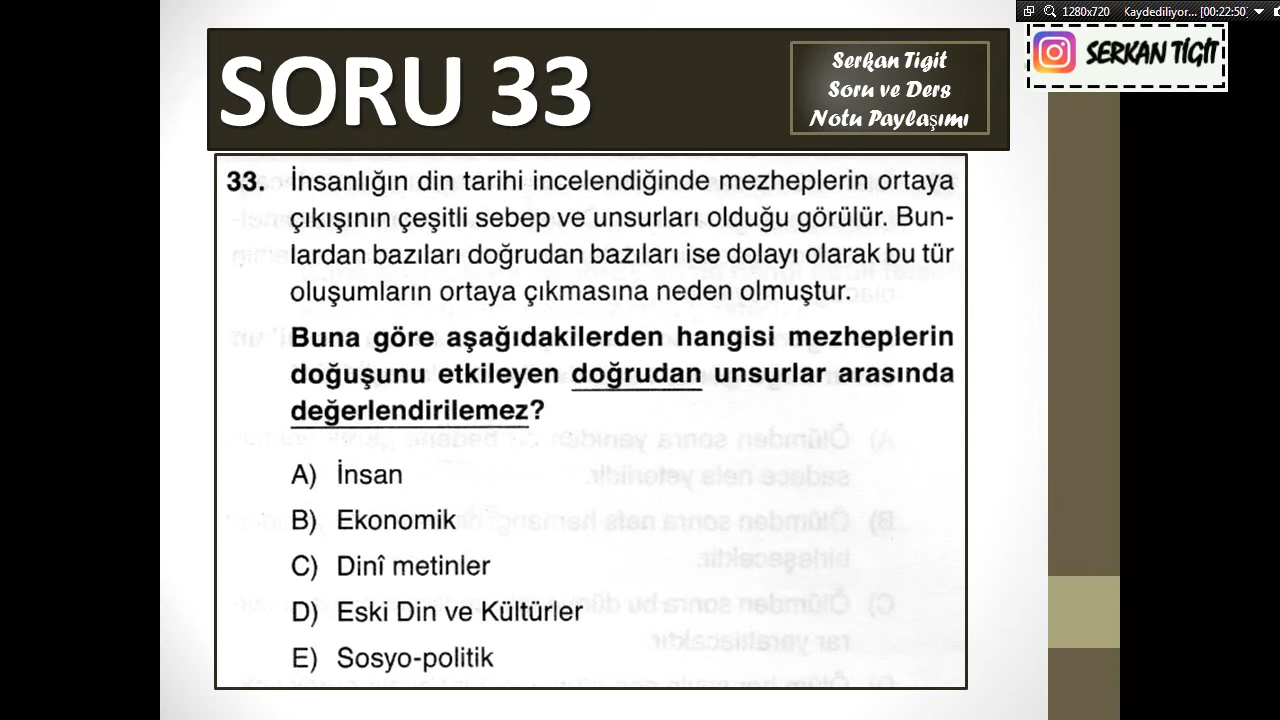 1280x720 Kaydediliyor... [00:22:50]
SERKAN TİGİT
SORU 33
Serkan Tigit
Soru ve Ders
Notu Paylaşımı
33. İnsanlığın din tarihi incelendiğinde mezheplerin ortaya
çıkışının çeşitli sebep ve unsurları olduğu görülür. Bun-
lardan bazıları doğrudan bazıları ise dolayı olarak bu tür
oluşumların ortaya çıkmasına neden olmuştur.
Buna göre aşağıdakilerden hangisi mezheplerin
doğuşunu etkileyen doğrudan unsurlar arasında
değerlendirilemez?
A) İnsan
B) Ekonomik
C) Dinî metinler
D) Eski Din ve Kültürler
E) Sosyo-politik